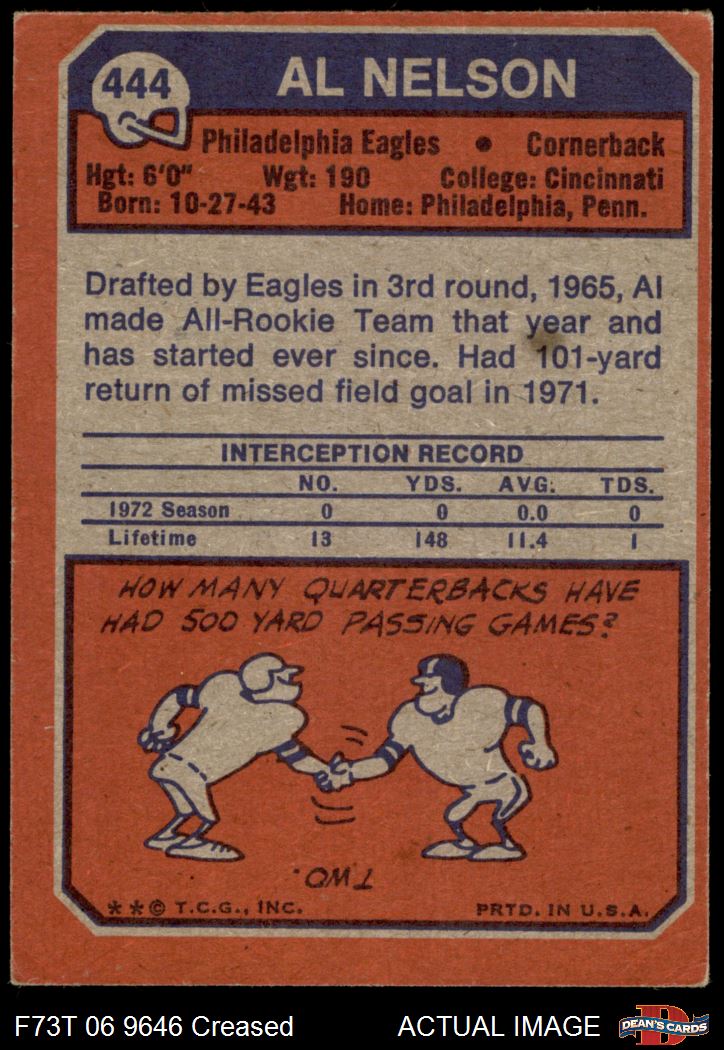 444
AL NELSON
Philadelphia Eagles • Cornerback
Hgt: 6'0" Wgt: 190 College: Cincinnati
Born: 10-27-43 Home: Philadelphia, Penn.
Drafted by Eagles in 3rd round, 1965, Al
made All-Rookie Team that year and
has started ever since. Had 101-yard
return of missed field goal in 1971.
INTERCEPTION RECORD
NO. YDS. AVG. TDS.
1972 Season 0 0 0.0 0
Lifetime 13 148 11.4 1
HOW MANY QUARTERBACKS HAVE
HAD 500 YARD PASSING GAMES?
TWO.
**© T.C.G., INC. PRTD. IN U.S.A.
F73T 06 9646 Creased ACTUAL IMAGE
DEAN'S CARDS